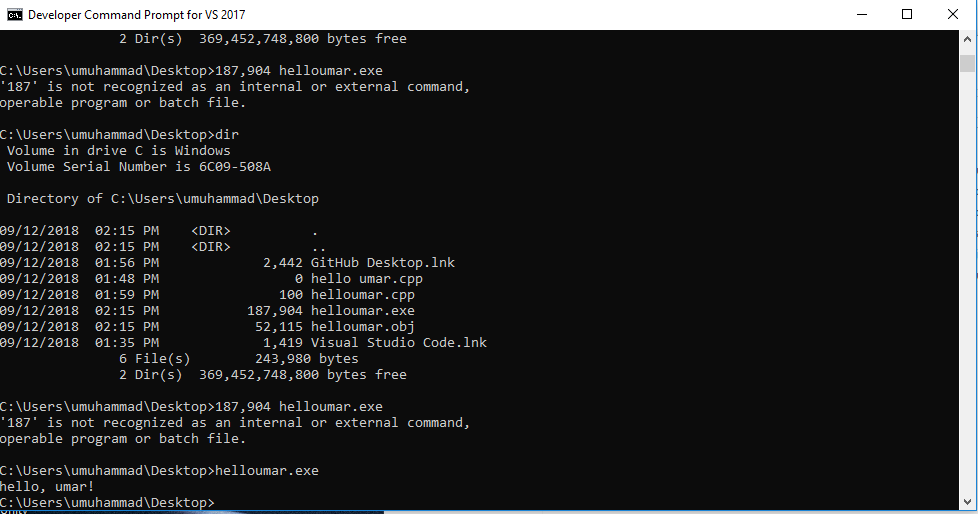 Developer Command Prompt for VS 2017
2 Dir(s)  369,452,748,800 bytes free
C:\Users\umuhammad\Desktop>187,904 helloumar.exe
'187' is not recognized as an internal or external command,
operable program or batch file.
C:\Users\umuhammad\Desktop>dir
Volume in drive C is Windows
Volume Serial Number is 6C09-508A
Directory of C:\Users\umuhammad\Desktop
09/12/2018  02:15 PM    <DIR>          .
09/12/2018  02:15 PM    <DIR>          ..
09/12/2018  01:56 PM             2,442 GitHub Desktop.lnk
09/12/2018  01:48 PM                 0 hello umar.cpp
09/12/2018  01:59 PM               100 helloumar.cpp
09/12/2018  02:15 PM           187,904 helloumar.exe
09/12/2018  02:15 PM            52,115 helloumar.obj
09/12/2018  01:35 PM             1,419 Visual Studio Code.lnk
6 File(s)        243,980 bytes
2 Dir(s)  369,452,748,800 bytes free
C:\Users\umuhammad\Desktop>187,904 helloumar.exe
'187' is not recognized as an internal or external command,
operable program or batch file.
C:\Users\umuhammad\Desktop>helloumar.exe
hello, umar!
C:\Users\umuhammad\Desktop>